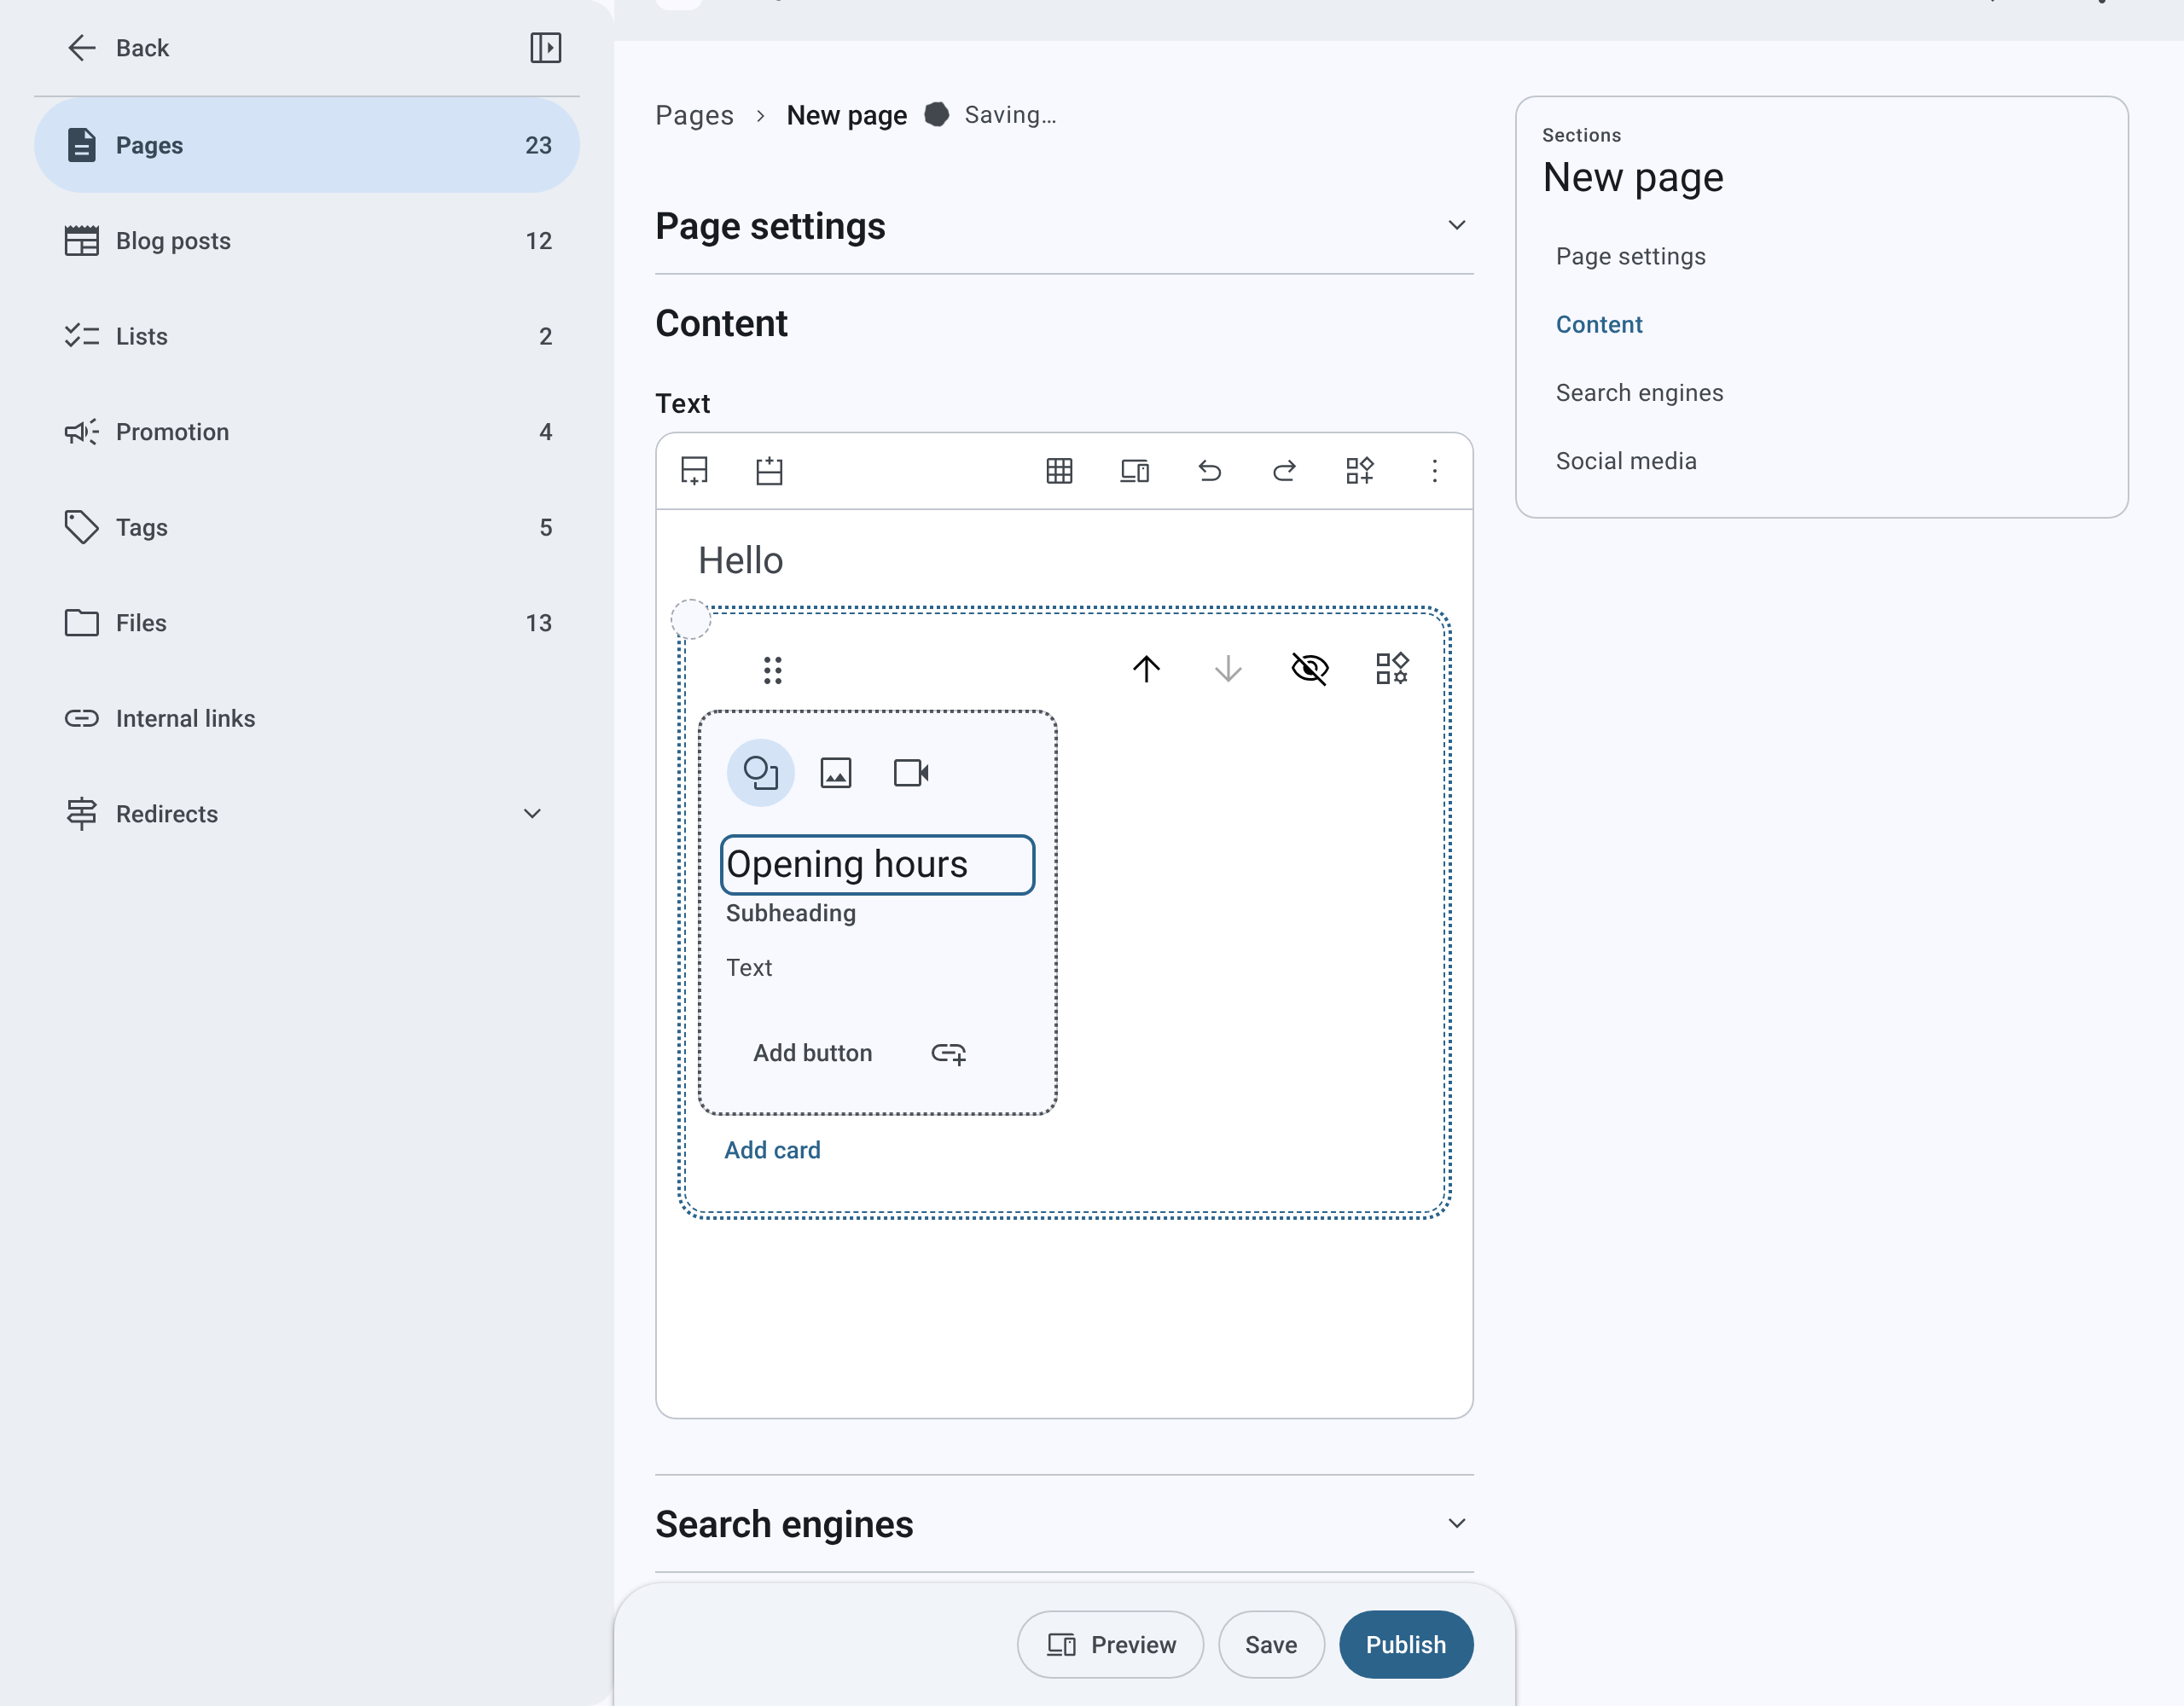 Back
Pages 23
Blog posts 12
Lists 2
Promotion 4
Tags 5
Files 13
Internal links
Redirects
Pages › New page Saving...
Page settings
Content
Text
Hello
Opening hours
Subheading
Text
Add button
Add card
Search engines
Preview Save Publish
Sections
New page
Page settings
Content
Search engines
Social media